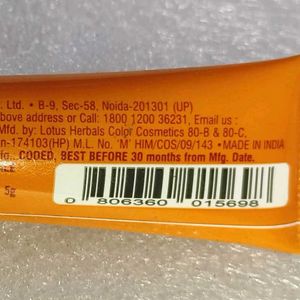 . Ltd. • B-9, Sec-58, Noida-201301 (UP)
above address or Call: 1800 1200 36231, Email us :
Mfd. by: Lotus Herbals Color Cosmetics 80-B & 80-C,
n-174103(HP) M.L. No. 'M' HIM/COS/09/143 • MADE IN INDIA
fg. CODED, BEST BEFORE 30 months from Mfg. Date.
5g
0 806360 015698